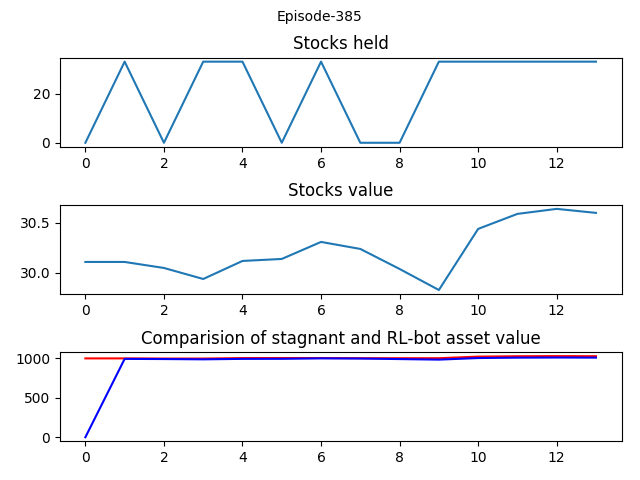 Episode-385
Stocks held
20
0
0 2 4 6 8 10 12
Stocks value
30.5
30.0
0 2 4 6 8 10 12
Comparision of stagnant and RL-bot asset value
1000
500
0
0 2 4 6 8 10 12